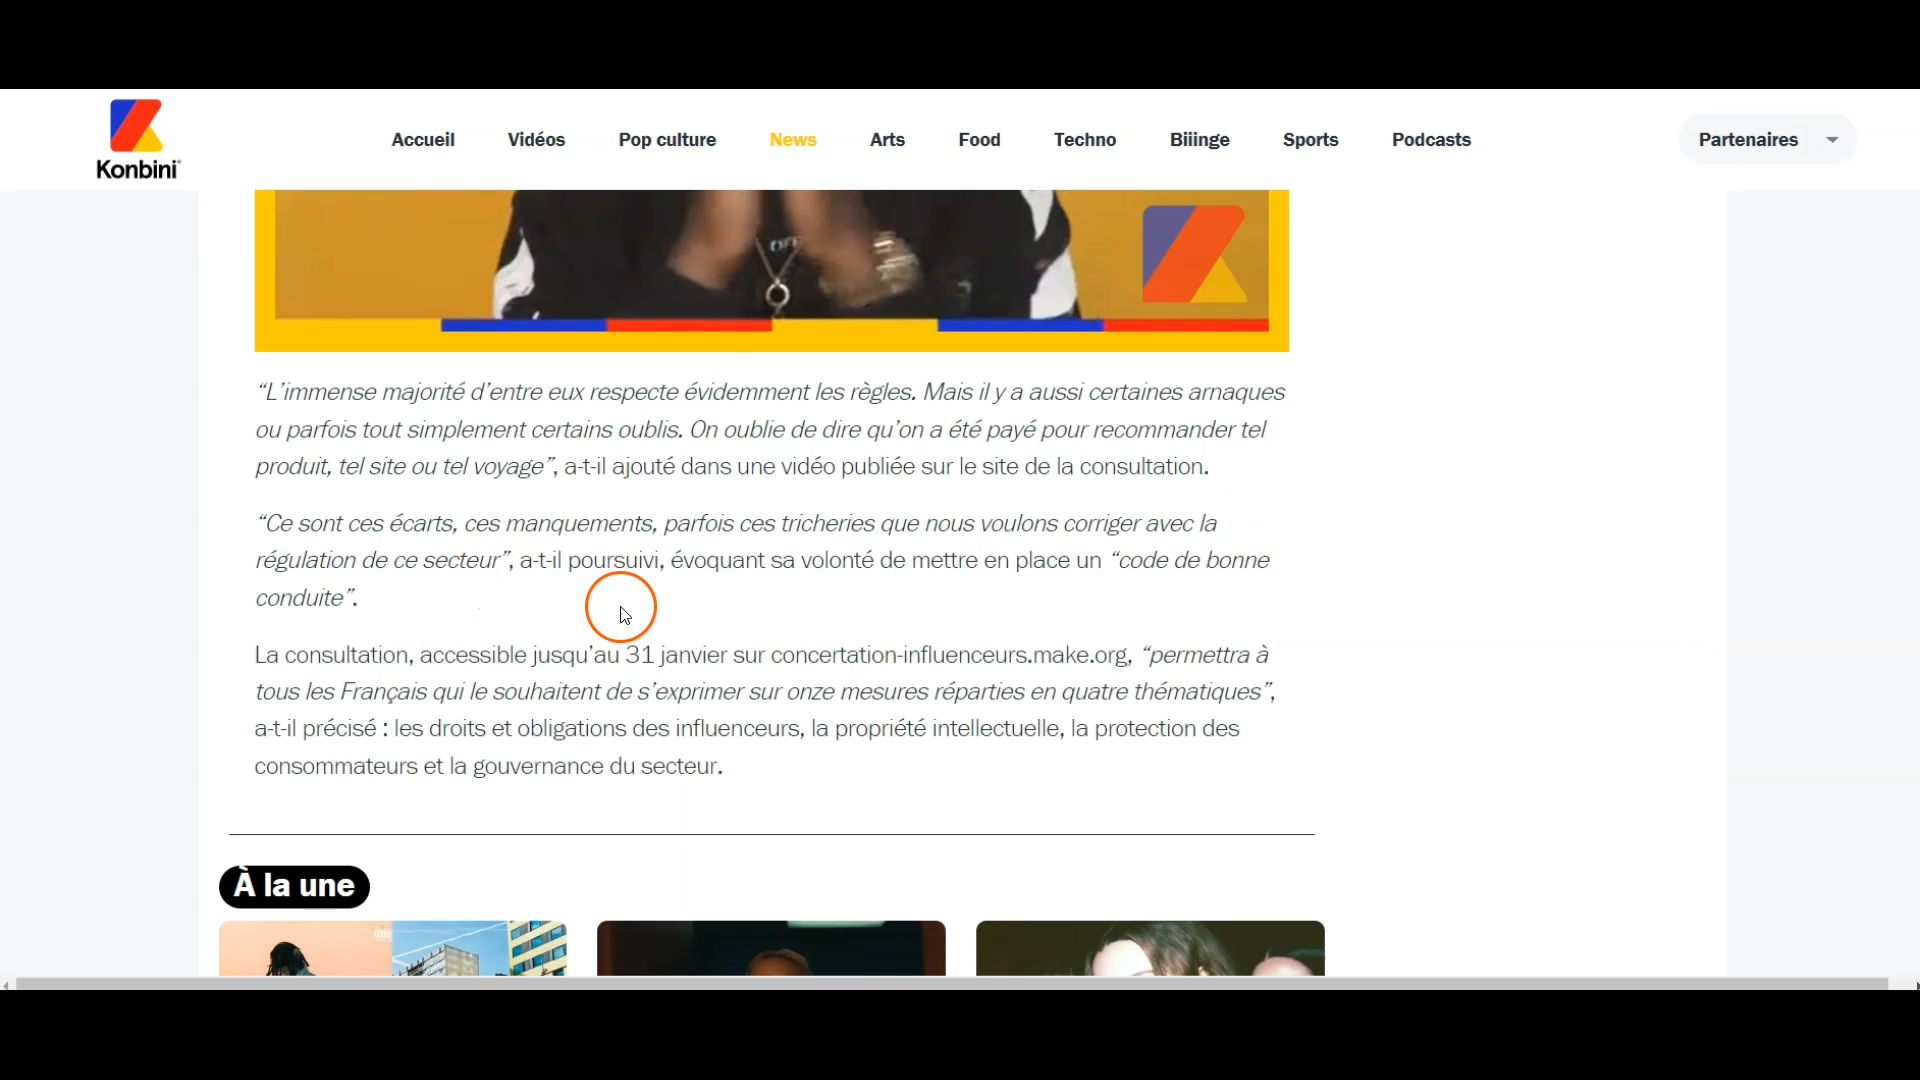 Konbini
Accueil Vidéos Pop culture News Arts Food Techno Biiinge Sports Podcasts Partenaires
OFF
“L’immense majorité d’entre eux respecte évidemment les règles. Mais il y a aussi certaines arnaques
ou parfois tout simplement certains oublis. On oublie de dire qu’on a été payé pour recommander tel
produit, tel site ou tel voyage”, a-t-il ajouté dans une vidéo publiée sur le site de la consultation.
“Ce sont ces écarts, ces manquements, parfois ces tricheries que nous voulons corriger avec la
régulation de ce secteur”, a-t-il poursuivi, évoquant sa volonté de mettre en place un “code de bonne
conduite”.
La consultation, accessible jusqu’au 31 janvier sur concertation-influenceurs.make.org, “permettra à
tous les Français qui le souhaitent de s’exprimer sur onze mesures réparties en quatre thématiques”,
a-t-il précisé : les droits et obligations des influenceurs, la propriété intellectuelle, la protection des
consommateurs et la gouvernance du secteur.
À la une